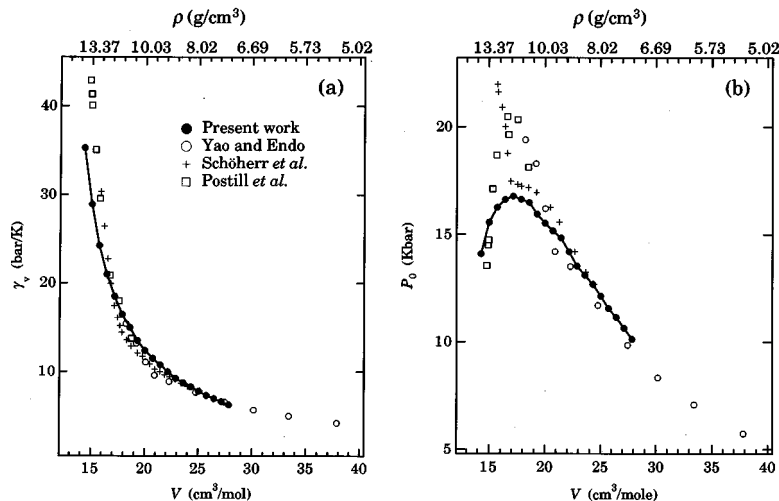 ρ (g/cm³)
13.37 10.03 8.02 6.69 5.73 5.02
(a)
Present work
Yao and Endo
Schöherr et al.
Postill et al.
40
30
20
10
γᵥ (bar/K)
15 20 25 30 35 40
V (cm³/mol)
ρ (g/cm³)
13.37 10.03 8.02 6.69 5.73 5.02
(b)
20
15
10
5
P₀ (Kbar)
15 20 25 30 35 40
V (cm³/mole)